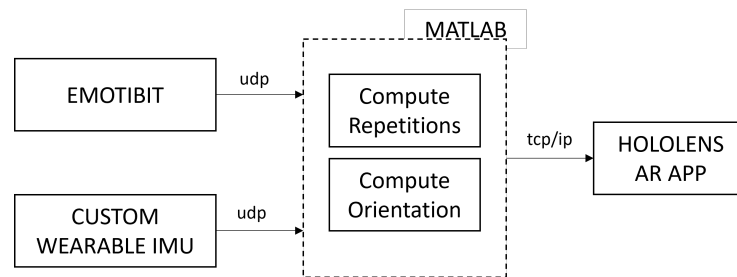 MATLAB
EMOTIBIT
udp
Compute
Repetitions
CUSTOM
WEARABLE IMU
udp
Compute
Orientation
tcp/ip
HOLOLENS
AR APP